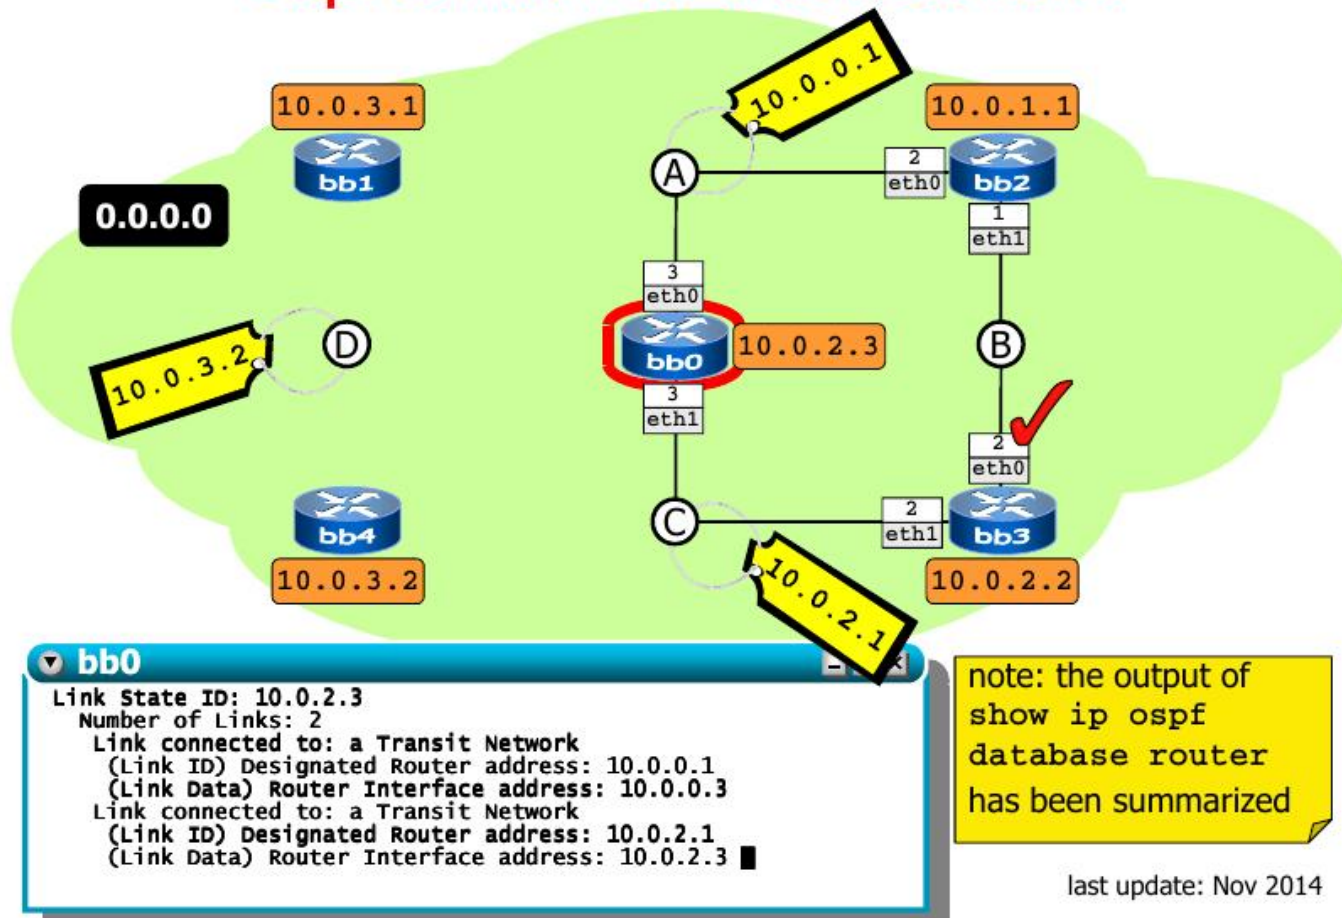 10.0.0.1
10.0.3.1
10.0.1.1
bb1
A
2
eth0
bb2
0.0.0.0
1
eth1
3
eth0
10.0.3.2
D
bb0
10.0.2.3
B
3
eth1
2
eth0
bb4
C
2
eth1
bb3
10.0.3.2
10.0.2.1
10.0.2.2
bb0
Link State ID: 10.0.2.3
Number of Links: 2
Link connected to: a Transit Network
(Link ID) Designated Router address: 10.0.0.1
(Link Data) Router Interface address: 10.0.0.3
Link connected to: a Transit Network
(Link ID) Designated Router address: 10.0.2.1
(Link Data) Router Interface address: 10.0.2.3
note: the output of
show ip ospf
database router
has been summarized
last update: Nov 2014